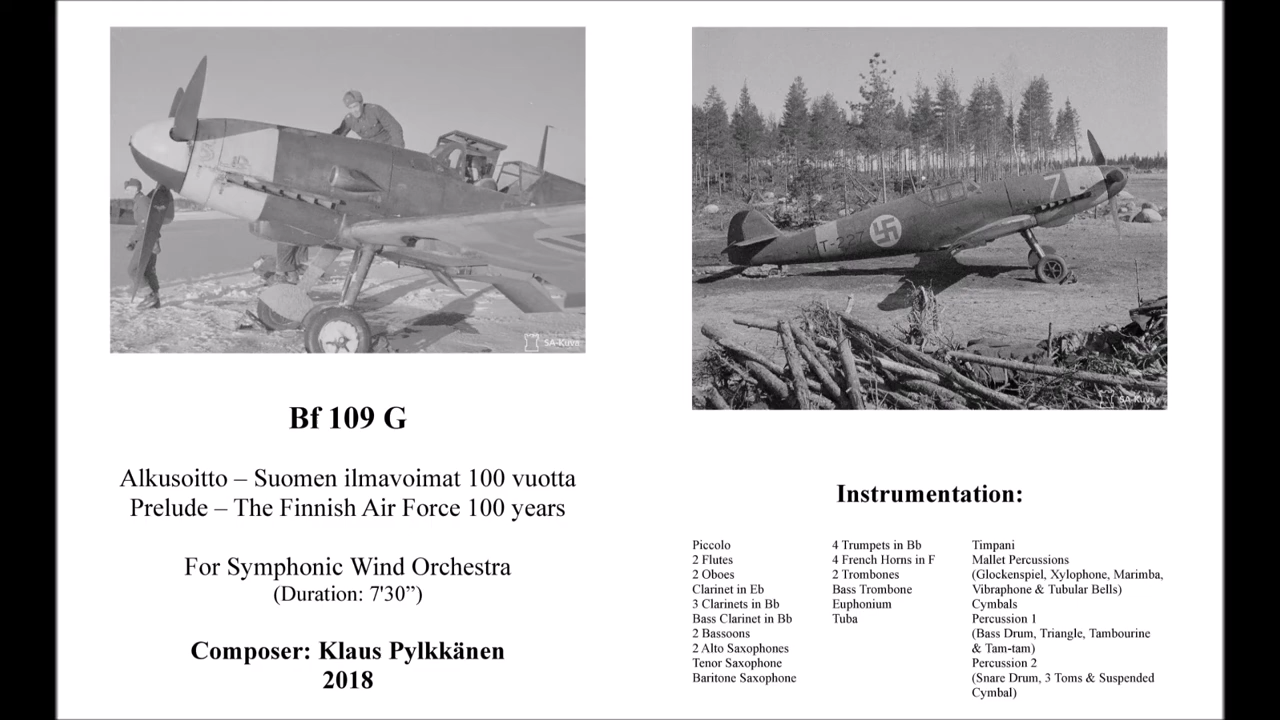 SA-Kuva
7
MT-227
SA-Kuva
Bf 109 G
Alkusoitto – Suomen ilmavoimat 100 vuotta
Prelude – The Finnish Air Force 100 years
For Symphonic Wind Orchestra
(Duration: 7'30”)
Composer: Klaus Pylkkänen
2018
Instrumentation:
Piccolo
2 Flutes
2 Oboes
Clarinet in Eb
3 Clarinets in Bb
Bass Clarinet in Bb
2 Bassoons
2 Alto Saxophones
Tenor Saxophone
Baritone Saxophone
4 Trumpets in Bb
4 French Horns in F
2 Trombones
Bass Trombone
Euphonium
Tuba
Timpani
Mallet Percussions
(Glockenspiel, Xylophone, Marimba,
Vibraphone & Tubular Bells)
Cymbals
Percussion 1
(Bass Drum, Triangle, Tambourine
& Tam-tam)
Percussion 2
(Snare Drum, 3 Toms & Suspended
Cymbal)